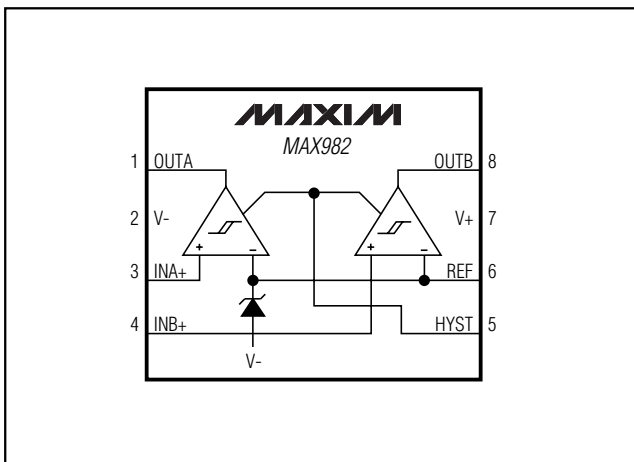 MAXIM
MAX982
1 OUTA
OUTB 8
2 V-
V+ 7
+ -
+ -
3 INA+
REF 6
4 INB+
HYST 5
V-